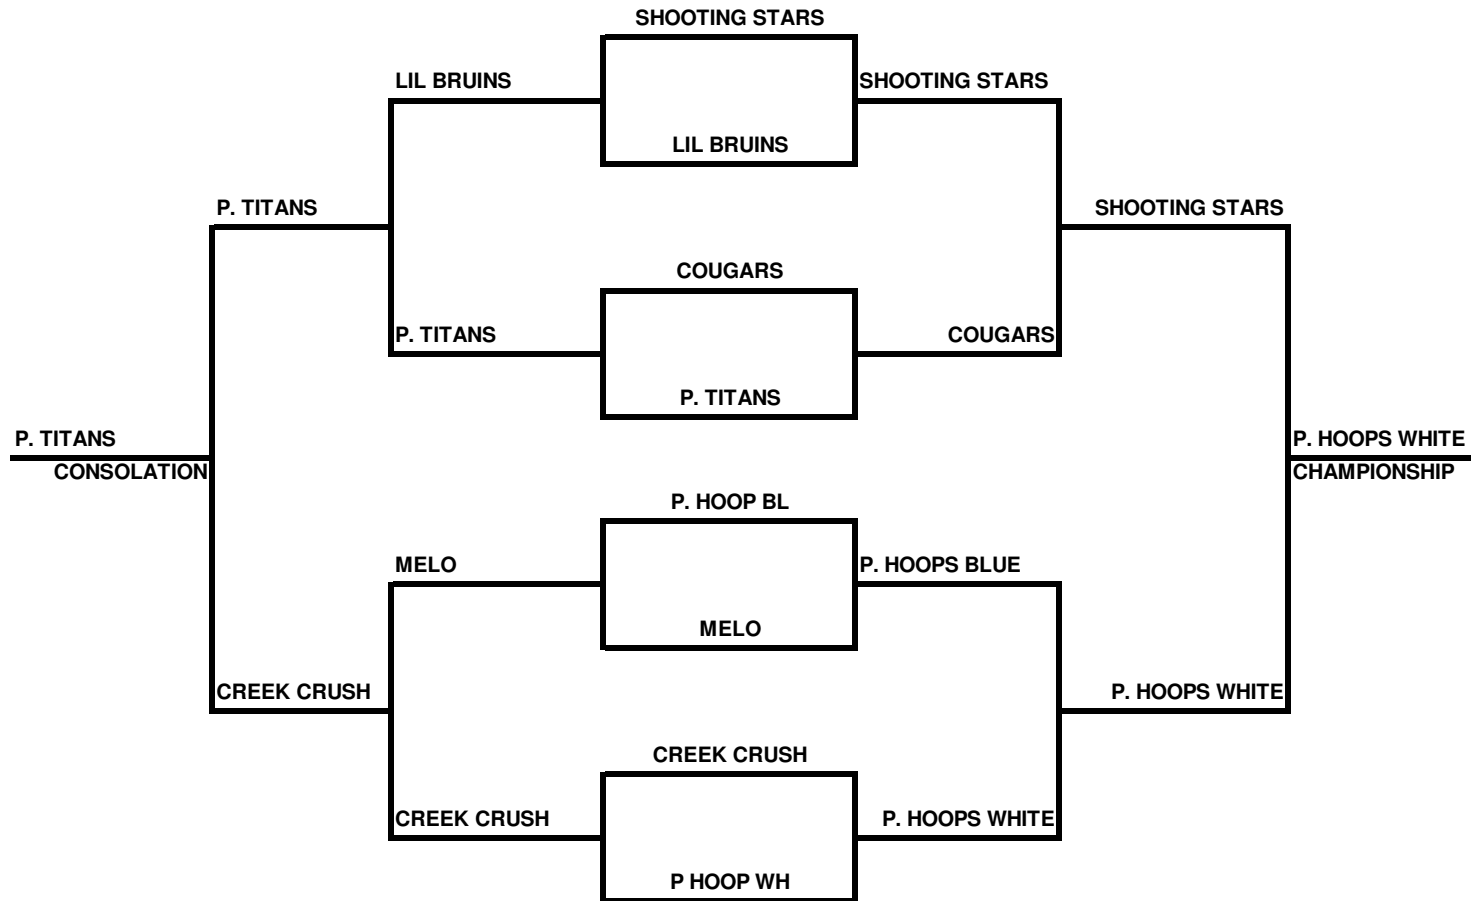 SHOOTING STARS
LIL BRUINS
SHOOTING STARS
LIL BRUINS
P. TITANS
SHOOTING STARS
COUGARS
P. TITANS
COUGARS
P. TITANS
P. TITANS
P. HOOPS WHITE
CONSOLATION
CHAMPIONSHIP
P. HOOP BL
MELO
P. HOOPS BLUE
MELO
CREEK CRUSH
P. HOOPS WHITE
CREEK CRUSH
CREEK CRUSH
P. HOOPS WHITE
P HOOP WH